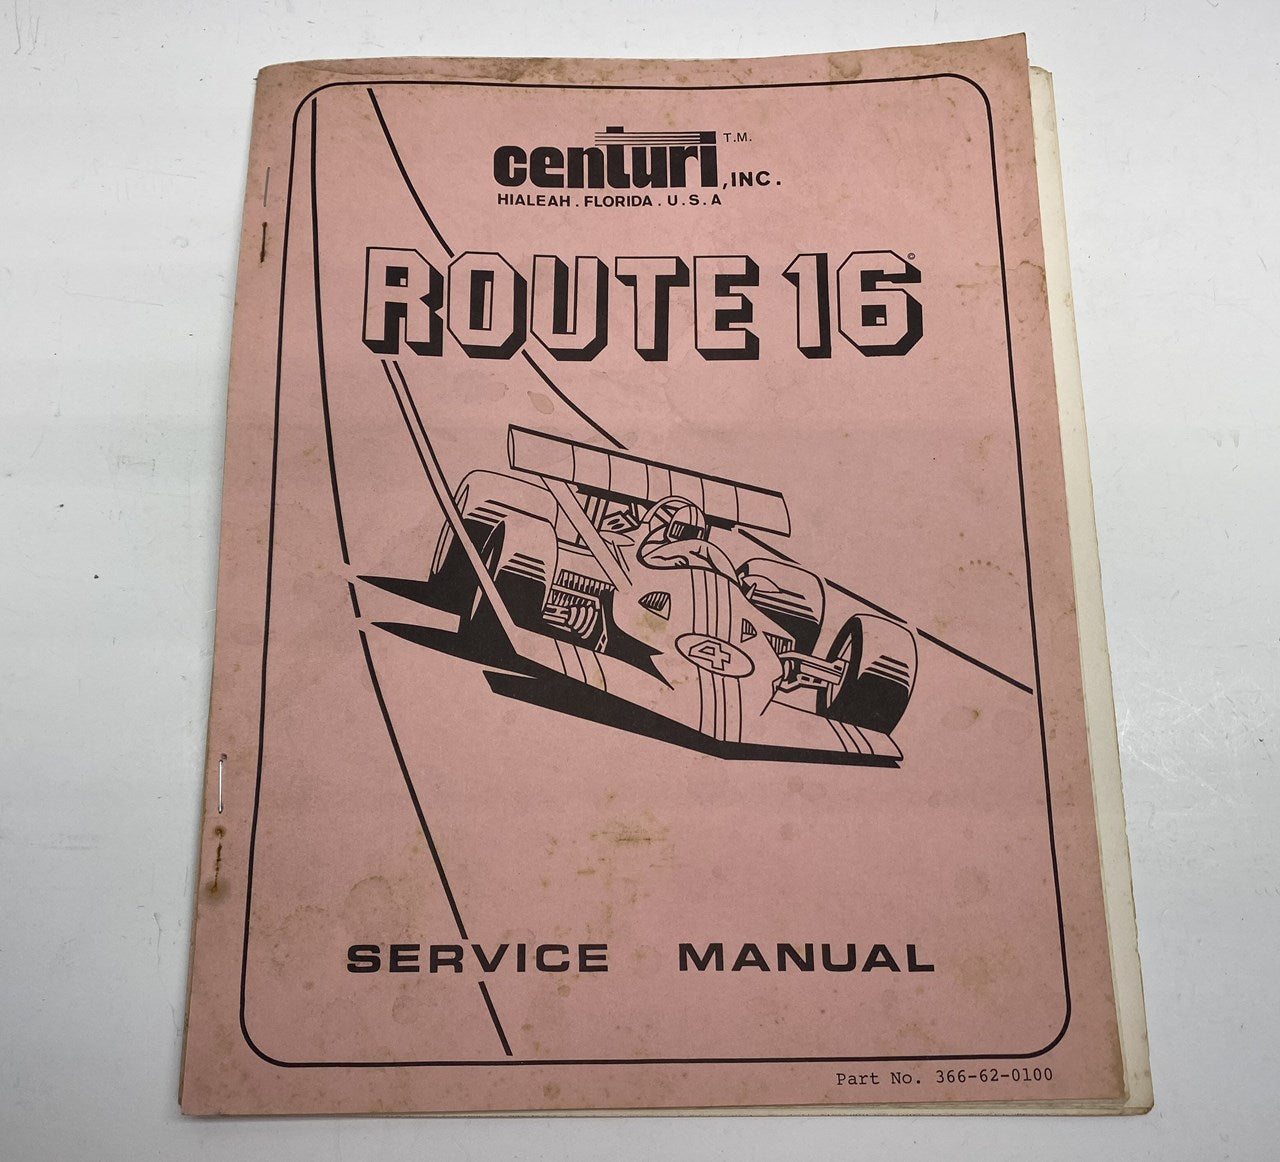 centuri T.M. , INC.
HIALEAH . FLORIDA . U.S.A
ROUTE 16 ©
4
SERVICE MANUAL
Part No. 366-62-0100